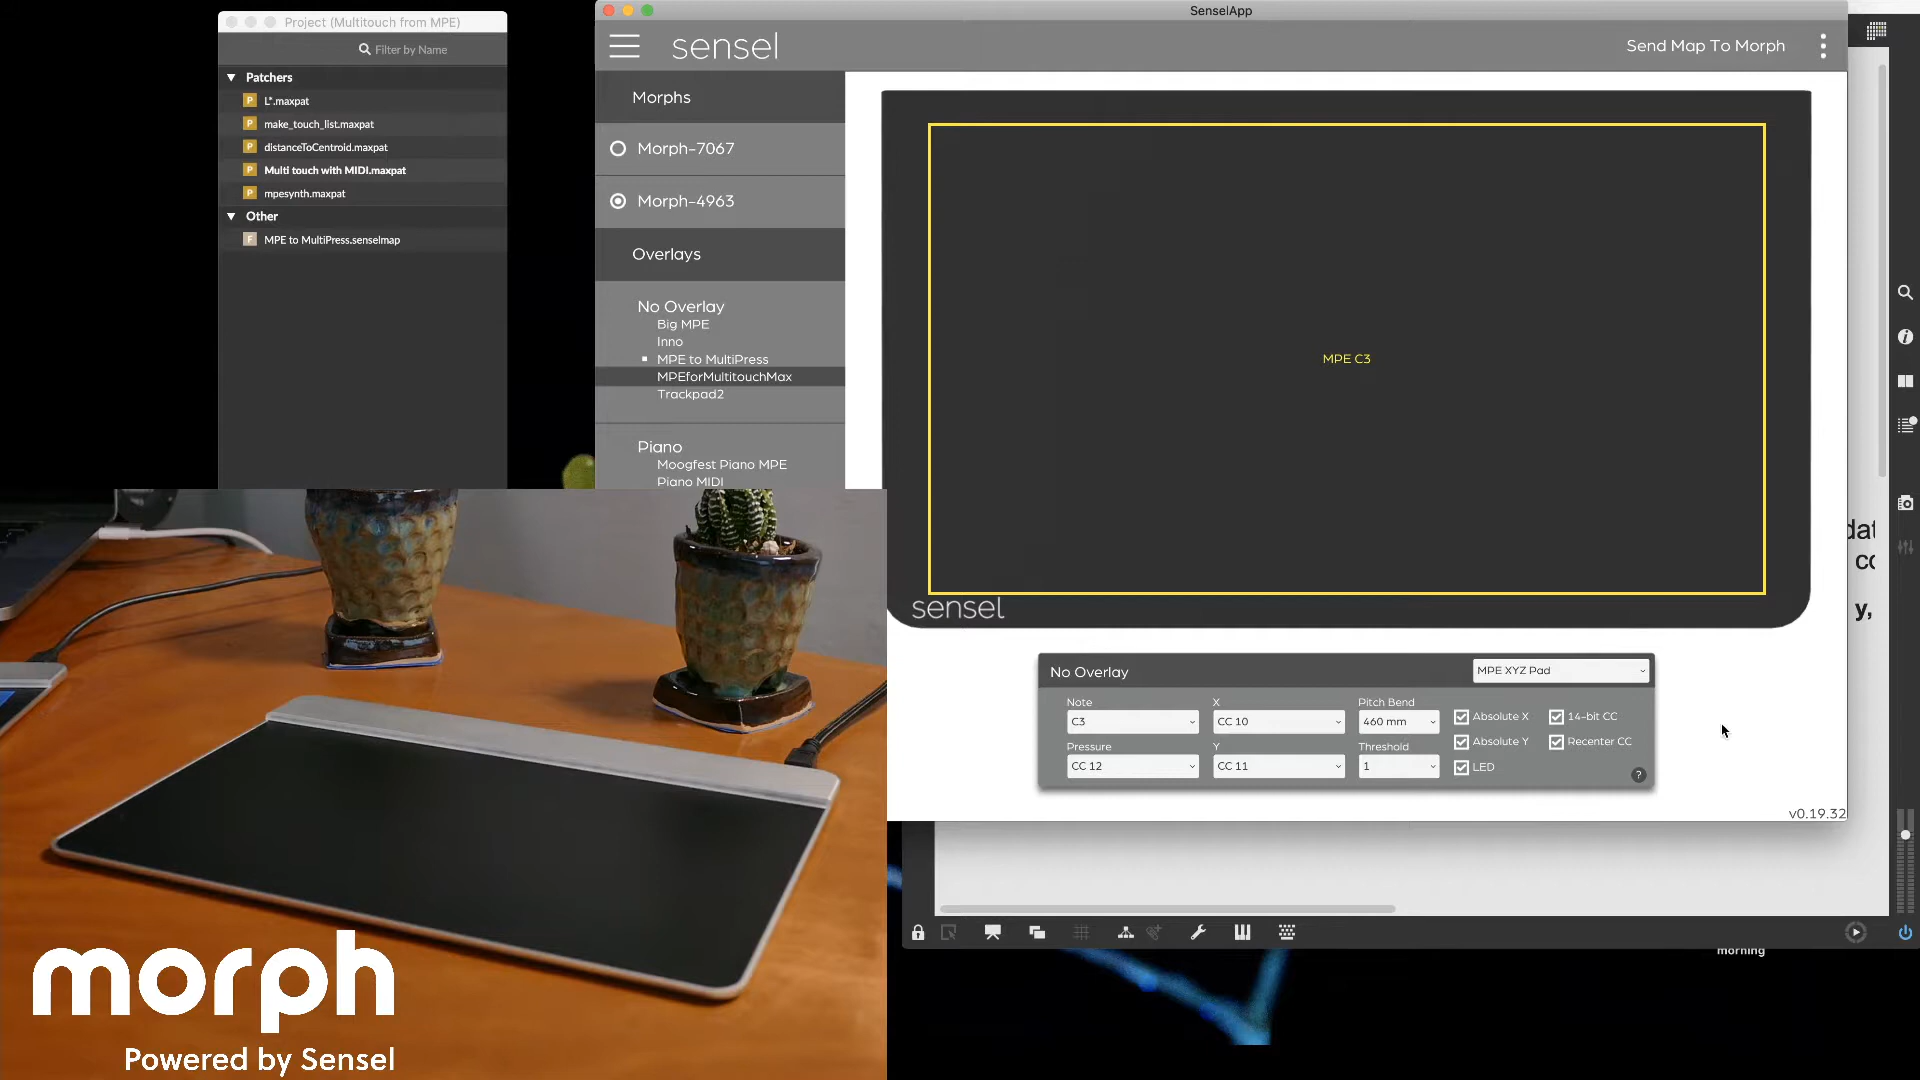 Project (Multitouch from MPE)
Filter by Name
Patchers
L*.maxpat
make_touch_list.maxpat
distanceToCentroid.maxpat
Multi touch with MIDI.maxpat
mpesynth.maxpat
Other
MPE to MultiPress.senselmap
SenselApp
sensel
Send Map To Morph
Morphs
Morph-7067
Morph-4963
Overlays
No Overlay
Big MPE
Inno
MPE to MultiPress
MPEforMultitouchMax
Trackpad2
Piano
Moogfest Piano MPE
Piano MIDI
MPE C3
sensel
No Overlay
MPE XYZ Pad
Note
X
Pitch Bend
C3
CC 10
460 mm
Absolute X
14-bit CC
Pressure
Y
Threshold
Absolute Y
Recenter CC
CC 12
CC 11
1
LED
?
v0.19.32
y,
morning
morph
Powered by Sensel